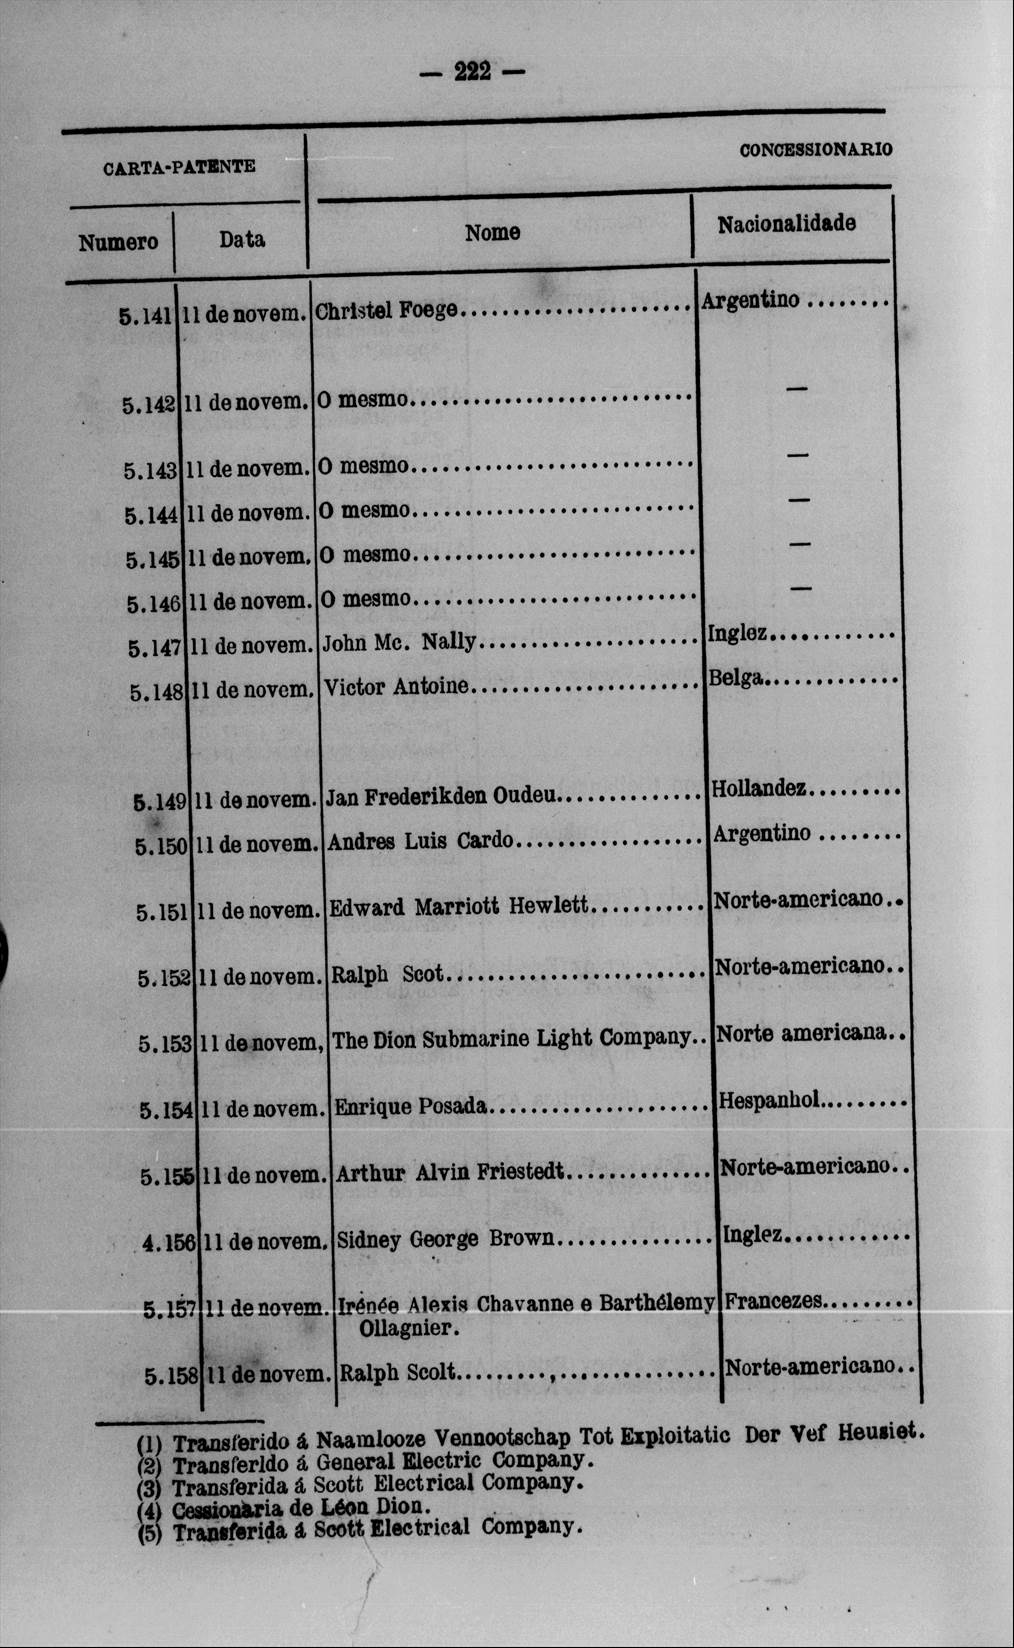 — 222 —
CARTA-PATENTE CONCESSIONARIO
Numero Data Nome Nacionalidade
5.141 11 de novem. Christel Foege........................ Argentino ........
5.142 11 de novem. O mesmo........................... —
5.143 11 de novem. O mesmo........................... —
5.144 11 de novem. O mesmo........................... —
5.145 11 de novem. O mesmo........................... —
5.146 11 de novem. O mesmo........................... —
5.147 11 de novem. John Mc. Nally..................... Inglez............
5.148 11 de novem. Victor Antoine...................... Belga.............
5.149 11 de novem. Jan Frederikden Oudeu.............. Hollandez.........
5.150 11 de novem. Andres Luis Cardo.................. Argentino ........
5.151 11 de novem. Edward Marriott Hewlett........... Norte-americano..
5.152 11 de novem. Ralph Scot......................... Norte-americano..
5.153 11 de novem, The Dion Submarine Light Company.. Norte americana..
5.154 11 de novem. Enrique Posada..................... Hespanhol.........
5.155 11 de novem. Arthur Alvin Friestedt.............. Norte-americano..
4.156 11 de novem. Sidney George Brown............... Inglez............
5.157 11 de novem. Irénée Alexis Chavanne e Barthélemy Francezes.........
Ollagnier.
5.158 11 de novem. Ralph Scolt.........,............... Norte-americano..
(1) Transferido á Naamlooze Vennootschap Tot Exploitatic Der Vef Heusiet.
(2) Transferido á General Electric Company.
(3) Transferida á Scott Electrical Company.
(4) Cessionaria de Léon Dion.
(5) Transferida á Scott Electrical Company.